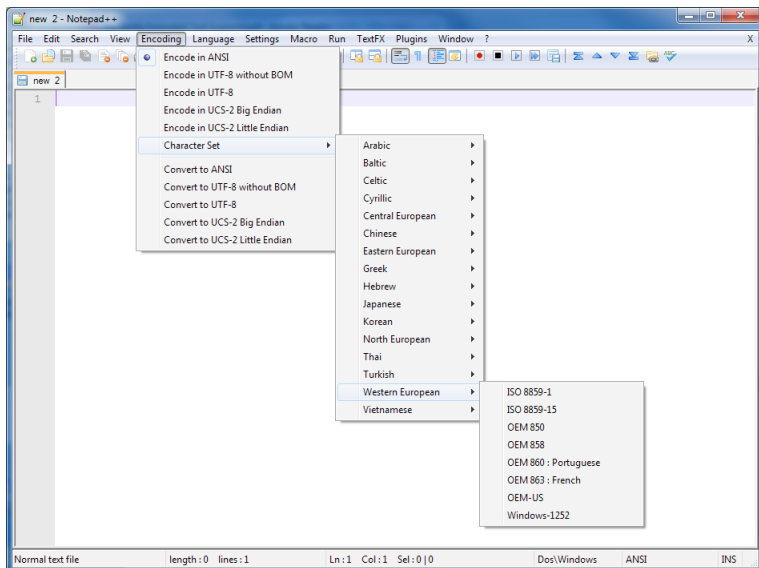 new 2 - Notepad++
File Edit Search View Encoding Language Settings Macro Run TextFX Plugins Window ? X
new 2
1
Encode in ANSI
Encode in UTF-8 without BOM
Encode in UTF-8
Encode in UCS-2 Big Endian
Encode in UCS-2 Little Endian
Character Set
Convert to ANSI
Convert to UTF-8 without BOM
Convert to UTF-8
Convert to UCS-2 Big Endian
Convert to UCS-2 Little Endian
Arabic
Baltic
Celtic
Cyrillic
Central European
Chinese
Eastern European
Greek
Hebrew
Japanese
Korean
North European
Thai
Turkish
Western European
Vietnamese
ISO 8859-1
ISO 8859-15
OEM 850
OEM 858
OEM 860 : Portuguese
OEM 863 : French
OEM-US
Windows-1252
Normal text file length : 0 lines : 1 Ln : 1 Col : 1 Sel : 0 | 0 Dos\Windows ANSI INS